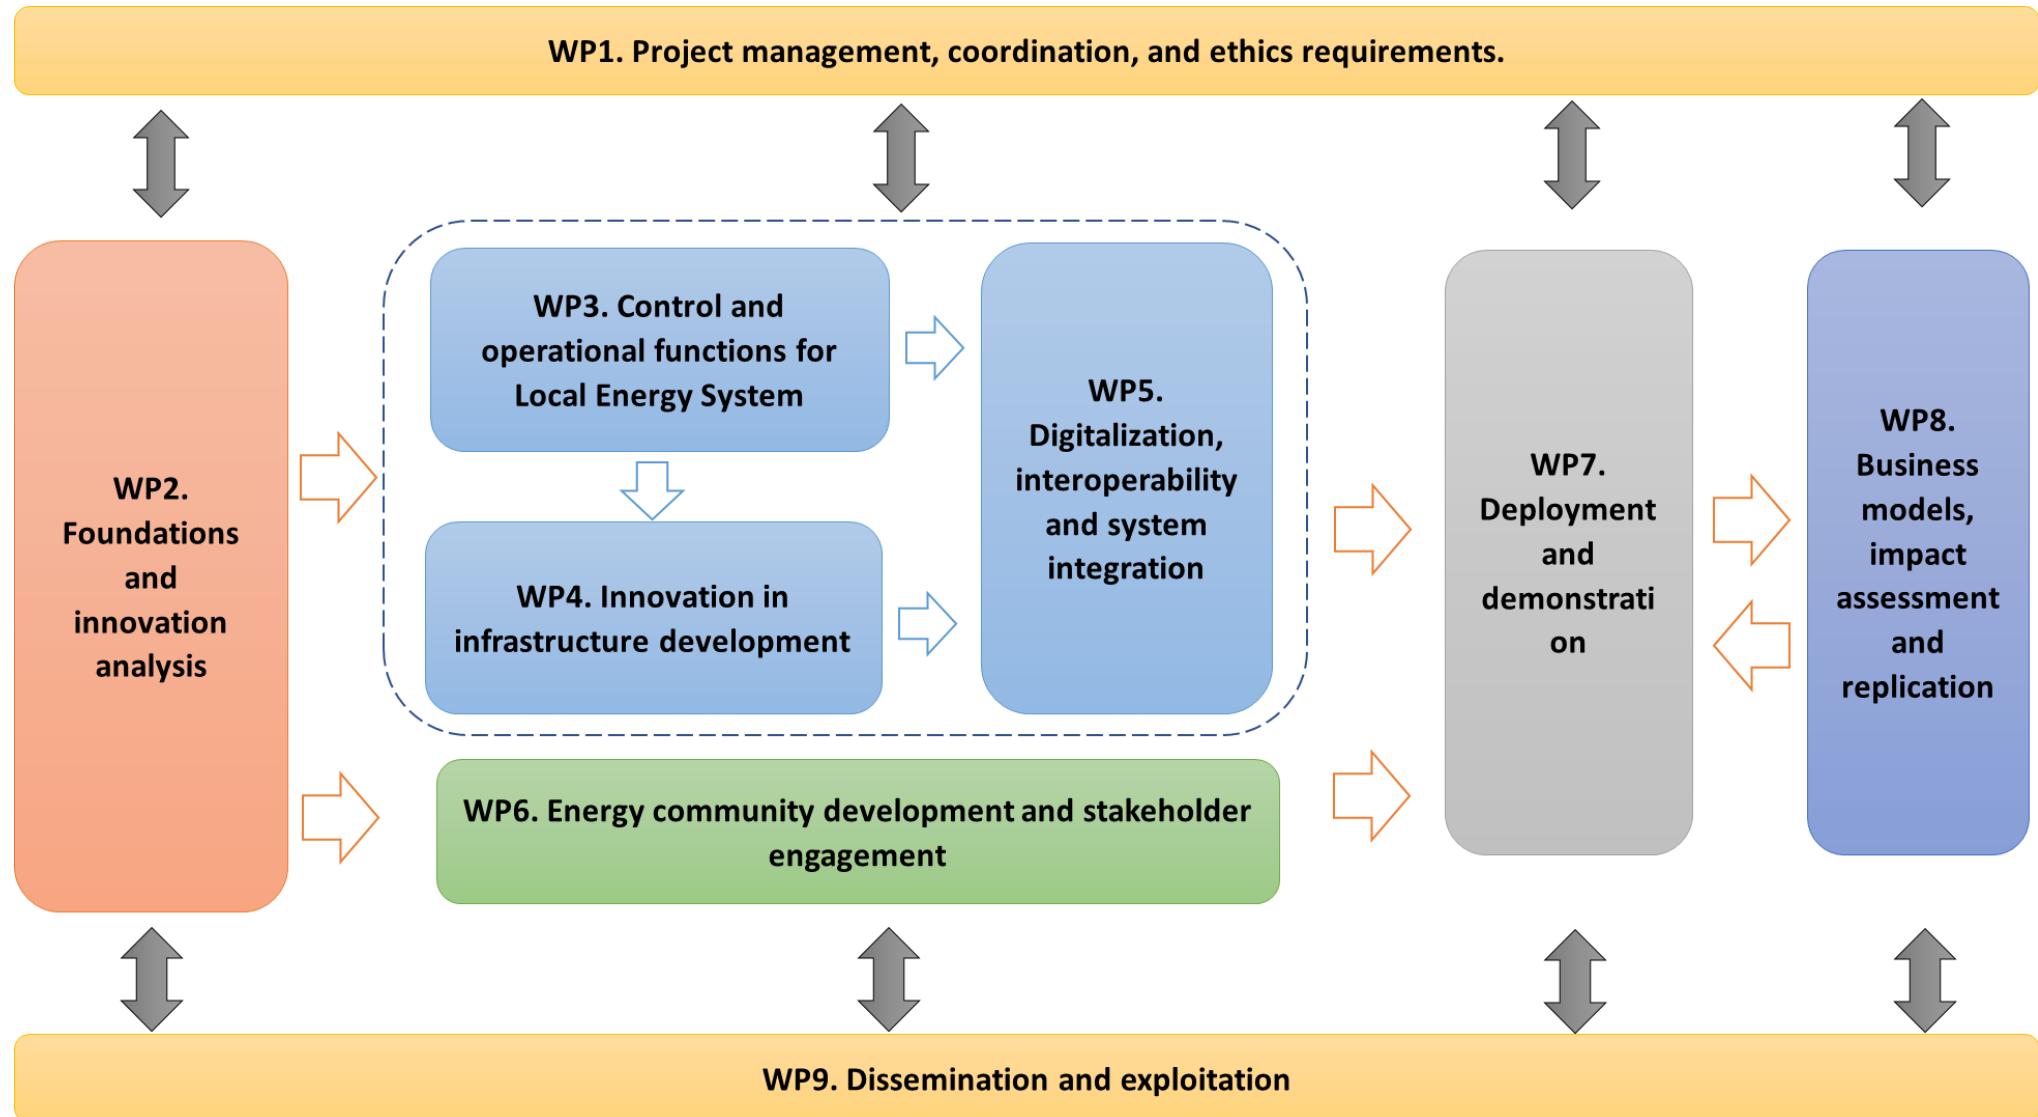 WP1. Project management, coordination, and ethics requirements.
WP2.
Foundations
and
innovation
analysis
WP3. Control and
operational functions for
Local Energy System
WP4. Innovation in
infrastructure development
WP5.
Digitalization,
interoperability
and system
integration
WP6. Energy community development and stakeholder
engagement
WP7.
Deployment
and
demonstrati
on
WP8.
Business
models,
impact
assessment
and
replication
WP9. Dissemination and exploitation